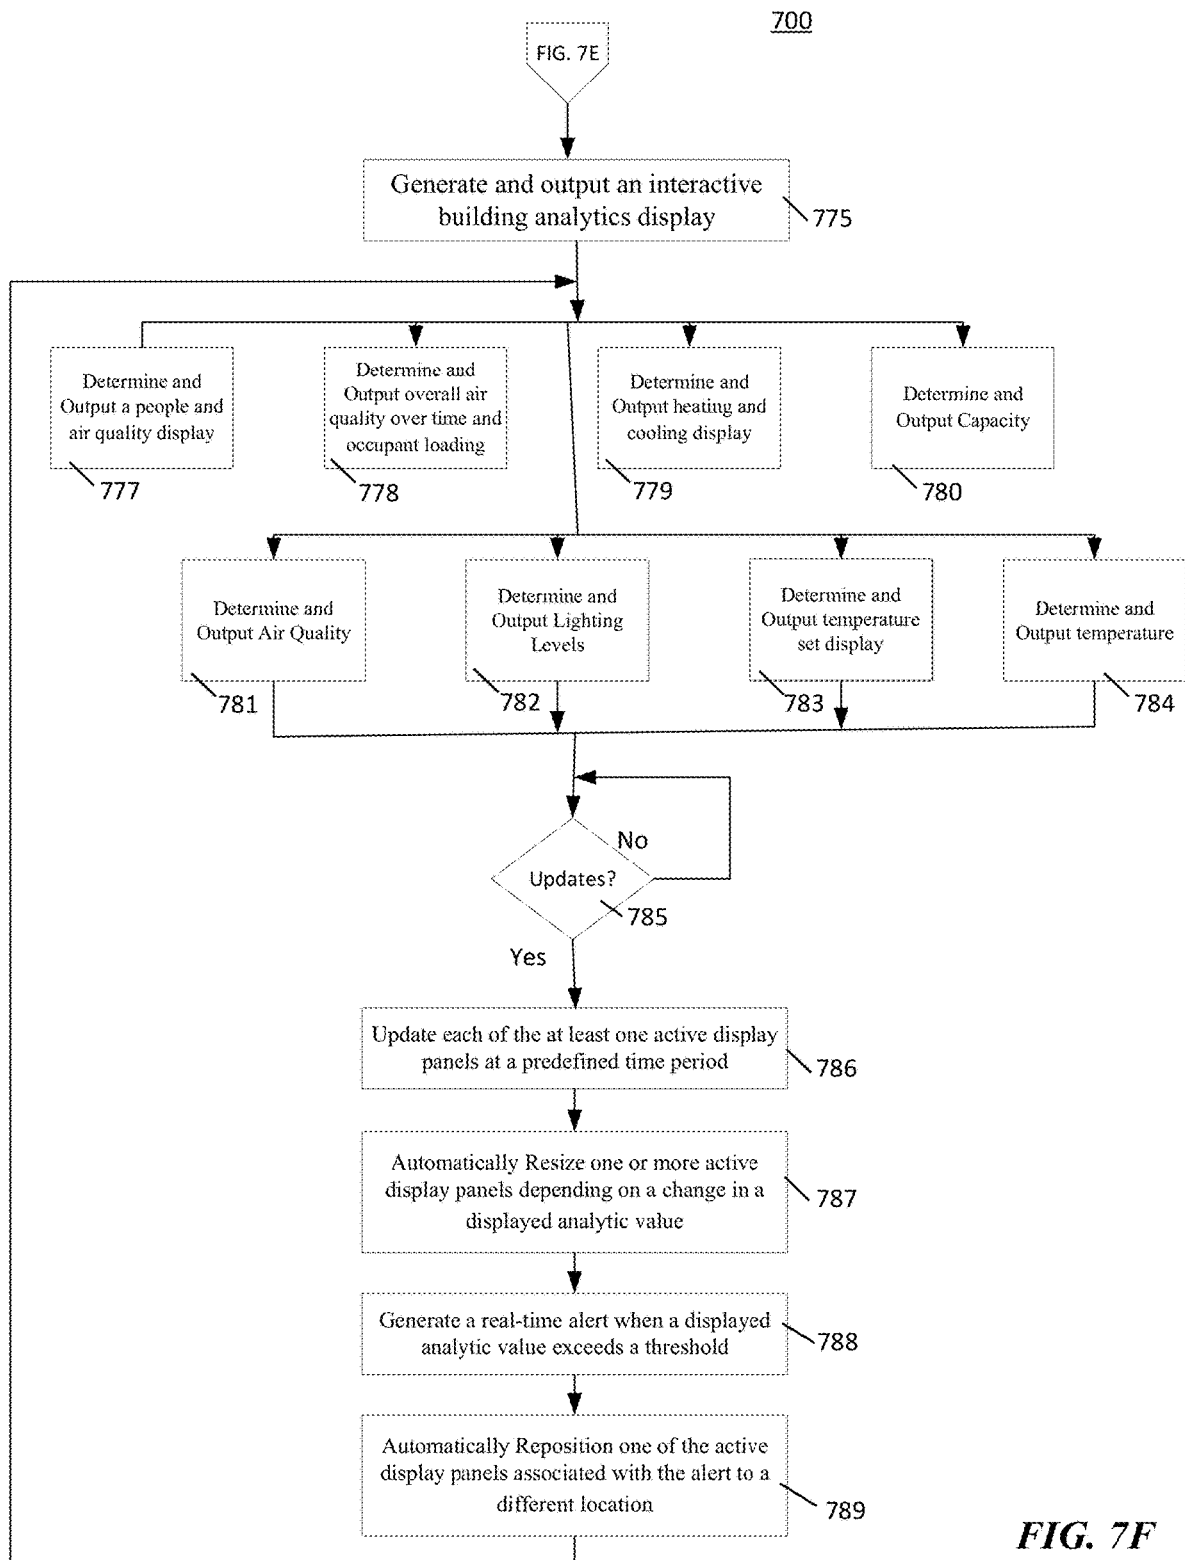 700
FIG. 7E
Generate and output an interactive
building analytics display
775
Determine and
Output a people and
air quality display
777
Determine and
Output overall air
quality over time and
occupant loading
778
Determine and
Output heating and
cooling display
779
Determine and
Output Capacity
780
Determine and
Output Air Quality
781
Determine and
Output Lighting
Levels
782
Determine and
Output temperature
set display
783
Determine and
Output temperature
784
No
Updates?
785
Yes
Update each of the at least one active display
panels at a predefined time period
786
Automatically Resize one or more active
display panels depending on a change in a
displayed analytic value
787
Generate a real-time alert when a displayed
analytic value exceeds a threshold
788
Automatically Reposition one of the active
display panels associated with the alert to a
different location
789
FIG. 7F